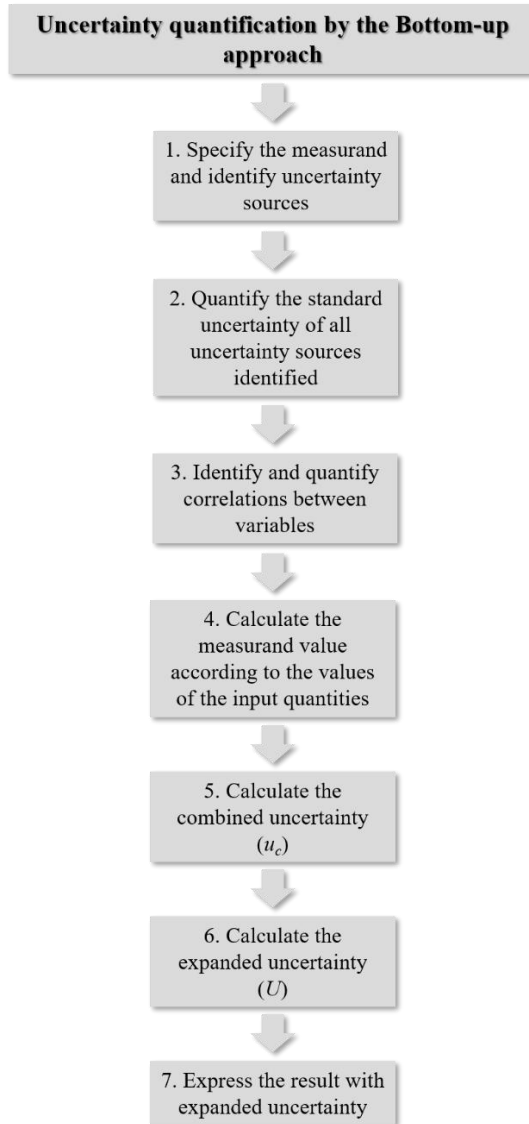 Uncertainty quantification by the Bottom-up
approach
1. Specify the measurand
and identify uncertainty
sources
2. Quantify the standard
uncertainty of all
uncertainty sources
identified
3. Identify and quantify
correlations between
variables
4. Calculate the
measurand value
according to the values
of the input quantities
5. Calculate the
combined uncertainty
(u_c)
6. Calculate the
expanded uncertainty
(U)
7. Express the result with
expanded uncertainty